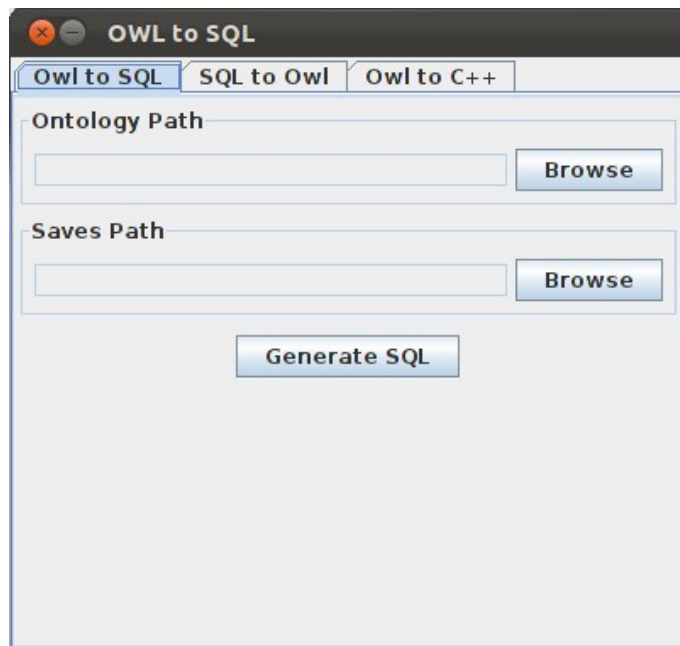 OWL to SQL
Owl to SQL SQL to Owl Owl to C++
Ontology Path
Browse
Saves Path
Browse
Generate SQL